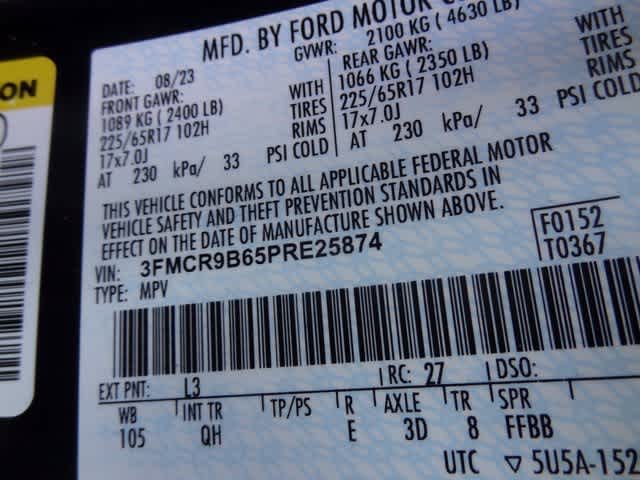 ON
MFD. BY FORD MOTOR
GVWR: 2100 KG ( 4630 LB)
DATE: 08/23
FRONT GAWR: WITH
1089 KG ( 2400 LB) TIRES
225/65R17 102H RIMS
17x7.0J
AT 230 kPa/ 33 PSI COLD
REAR GAWR: WITH
1066 KG ( 2350 LB) TIRES
225/65R17 102H RIMS
17x7.0J
AT 230 kPa/ 33 PSI COLD
THIS VEHICLE CONFORMS TO ALL APPLICABLE FEDERAL MOTOR
VEHICLE SAFETY AND THEFT PREVENTION STANDARDS IN
EFFECT ON THE DATE OF MANUFACTURE SHOWN ABOVE.
VIN: 3FMCR9B65PRE25874
TYPE: MPV
F0152
T0367
EXT PNT: L3 RC: 27 DSO:
WB INT TR TP/PS R AXLE TR SPR
105 QH E 3D 8 FFBB
UTC ▽ 5U5A-152